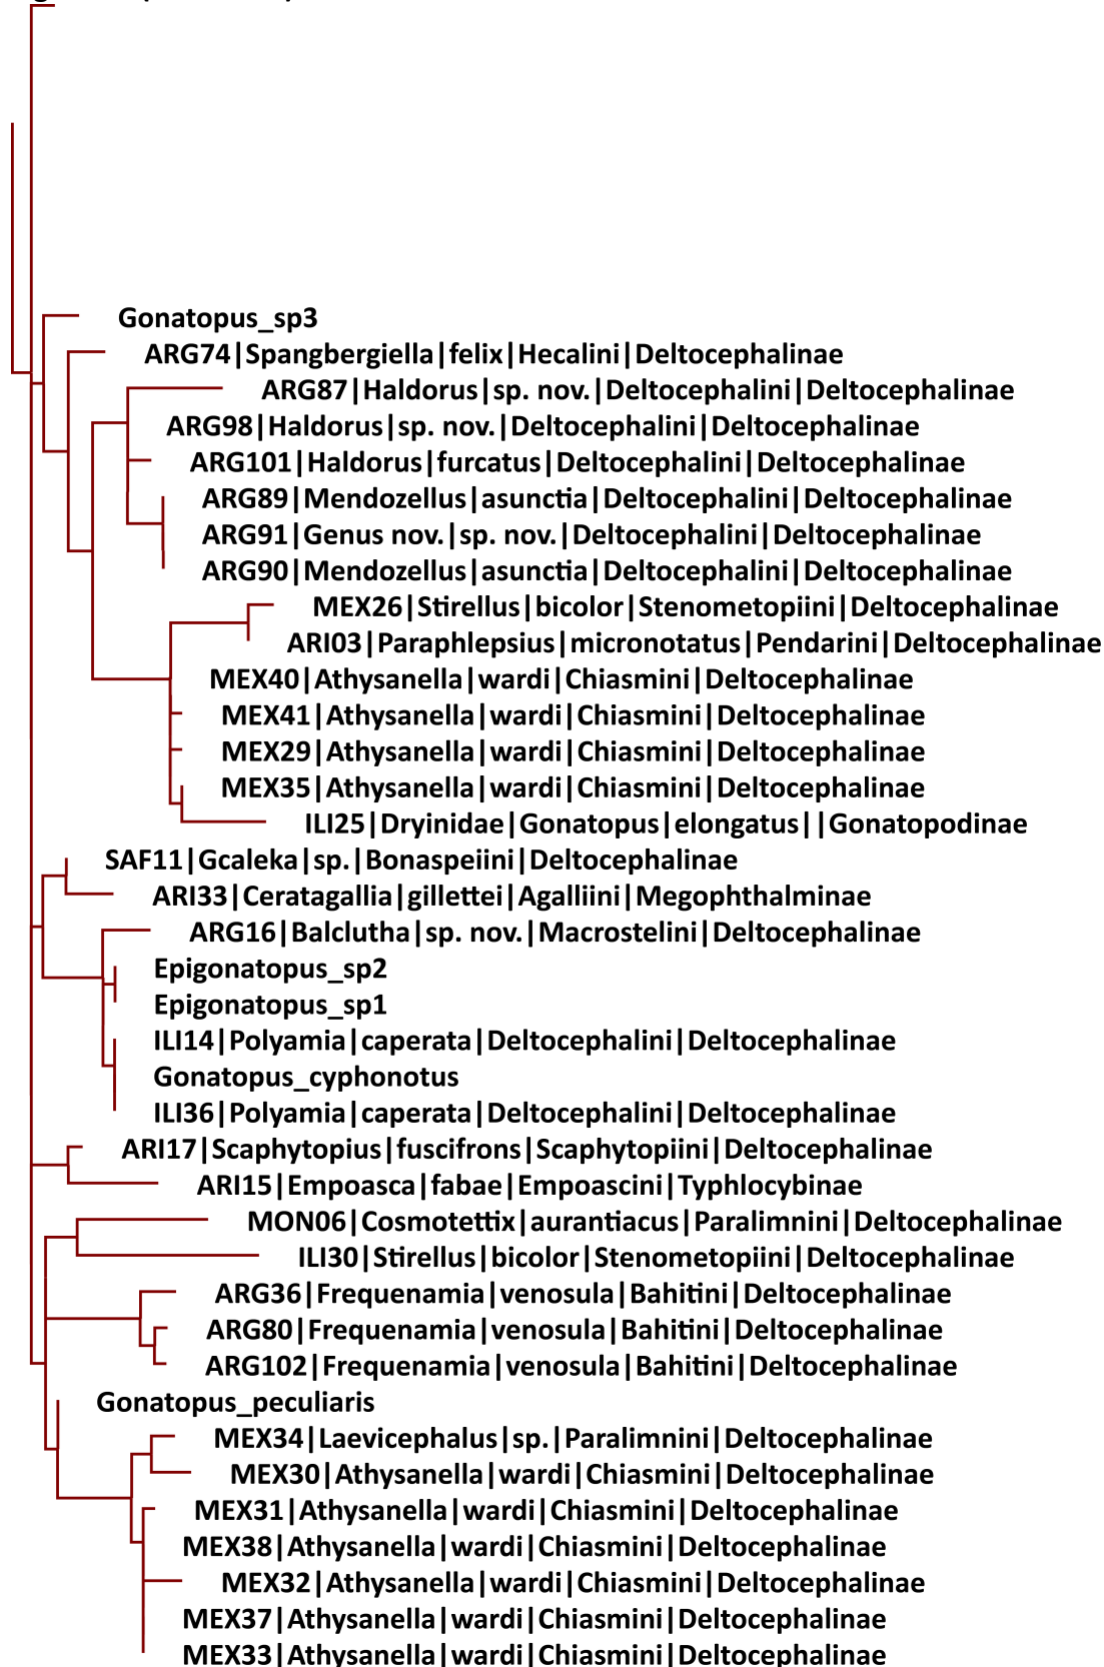 Gonatopus_sp3
ARG74|Spangbergiella|felix|Hecalini|Deltocephalinae
ARG87|Haldorus|sp. nov.|Deltocephalini|Deltocephalinae
ARG98|Haldorus|sp. nov.|Deltocephalini|Deltocephalinae
ARG101|Haldorus|furcatus|Deltocephalini|Deltocephalinae
ARG89|Mendozellus|asunctia|Deltocephalini|Deltocephalinae
ARG91|Genus nov.|sp. nov.|Deltocephalini|Deltocephalinae
ARG90|Mendozellus|asunctia|Deltocephalini|Deltocephalinae
MEX26|Stirellus|bicolor|Stenometopiini|Deltocephalinae
ARI03|Paraphlepsius|micronotatus|Pendarini|Deltocephalinae
MEX40|Athysanella|wardi|Chiasmini|Deltocephalinae
MEX41|Athysanella|wardi|Chiasmini|Deltocephalinae
MEX29|Athysanella|wardi|Chiasmini|Deltocephalinae
MEX35|Athysanella|wardi|Chiasmini|Deltocephalinae
ILI25|Dryinidae|Gonatopus|elongatus||Gonatopodinae
SAF11|Gcaleka|sp.|Bonaspeiini|Deltocephalinae
ARI33|Ceratagallia|gillettei|Agalliini|Megophthalminae
ARG16|Balclutha|sp. nov.|Macrostelini|Deltocephalinae
Epigonatopus_sp2
Epigonatopus_sp1
ILI14|Polyamia|caperata|Deltocephalini|Deltocephalinae
Gonatopus_cyphonotus
ILI36|Polyamia|caperata|Deltocephalini|Deltocephalinae
ARI17|Scaphytopius|fuscifrons|Scaphytopiini|Deltocephalinae
ARI15|Empoasca|fabae|Empoascini|Typhlocybinae
MON06|Cosmotettix|aurantiacus|Paralimnini|Deltocephalinae
ILI30|Stirellus|bicolor|Stenometopiini|Deltocephalinae
ARG36|Frequenamia|venosula|Bahitini|Deltocephalinae
ARG80|Frequenamia|venosula|Bahitini|Deltocephalinae
ARG102|Frequenamia|venosula|Bahitini|Deltocephalinae
Gonatopus_peculiaris
MEX34|Laevicephalus|sp.|Paralimnini|Deltocephalinae
MEX30|Athysanella|wardi|Chiasmini|Deltocephalinae
MEX31|Athysanella|wardi|Chiasmini|Deltocephalinae
MEX38|Athysanella|wardi|Chiasmini|Deltocephalinae
MEX32|Athysanella|wardi|Chiasmini|Deltocephalinae
MEX37|Athysanella|wardi|Chiasmini|Deltocephalinae
MEX33|Athysanella|wardi|Chiasmini|Deltocephalinae